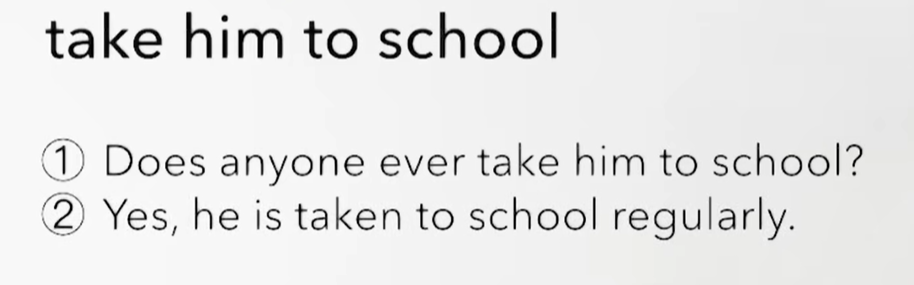 take him to school
① Does anyone ever take him to school?
② Yes, he is taken to school regularly.